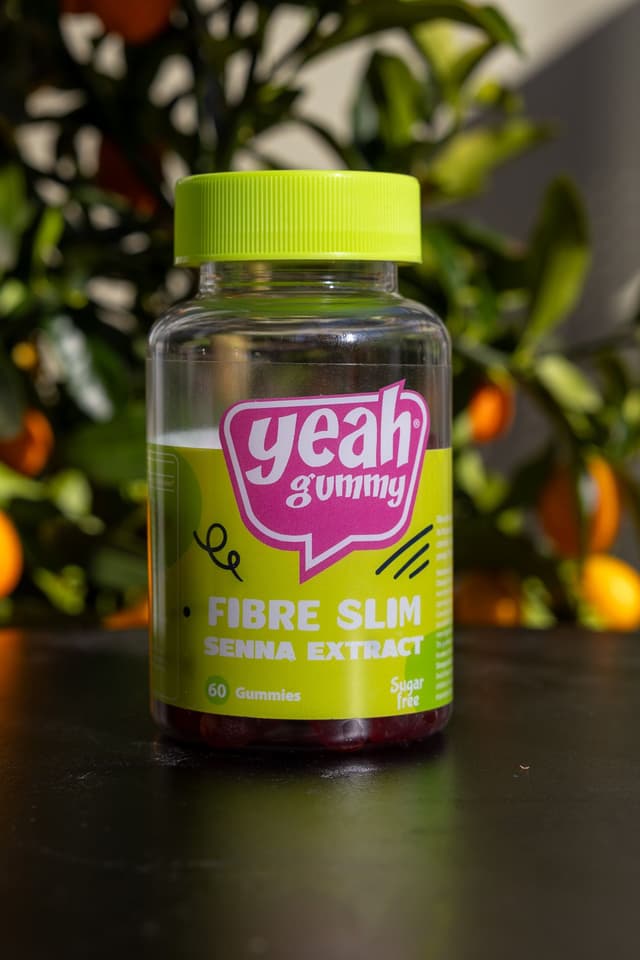 yeah®
gummy
FIBRE SLIM
SENNA EXTRACT
60 Gummies
Sugar
free